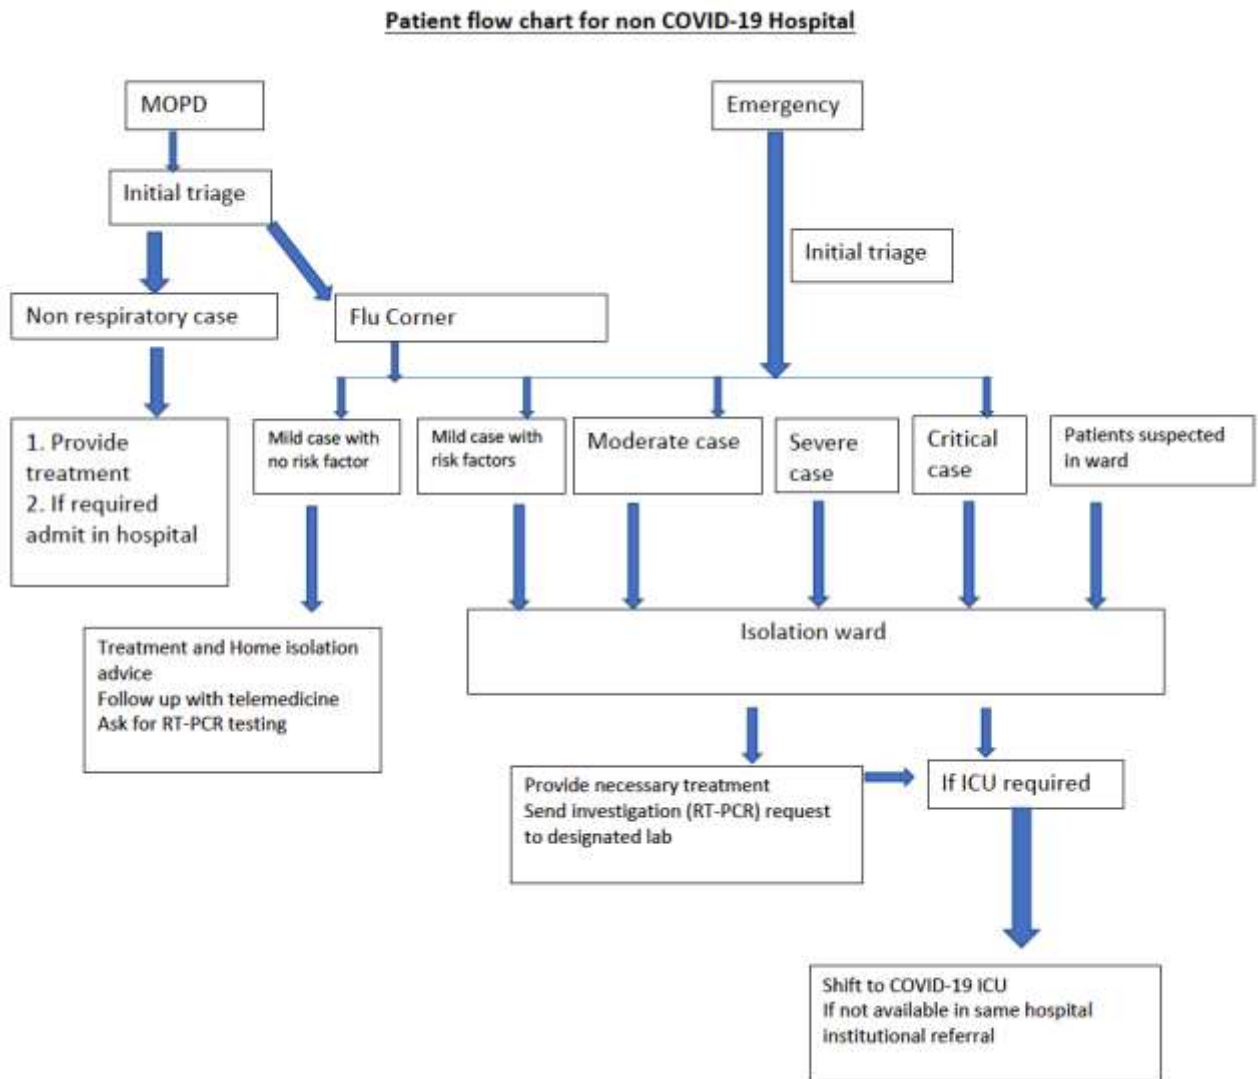 Patient flow chart for non COVID-19 Hospital
MOPD
Emergency
Initial triage
Initial triage
Non respiratory case
Flu Corner
1. Provide
treatment
2. If required
admit in hospital
Mild case with
no risk factor
Mild case with
risk factors
Moderate case
Severe
case
Critical
case
Patients suspected
in ward
Treatment and Home isolation
advice
Follow up with telemedicine
Ask for RT-PCR testing
Isolation ward
Provide necessary treatment
Send investigation (RT-PCR) request
to designated lab
If ICU required
Shift to COVID-19 ICU
If not available in same hospital
institutional referral